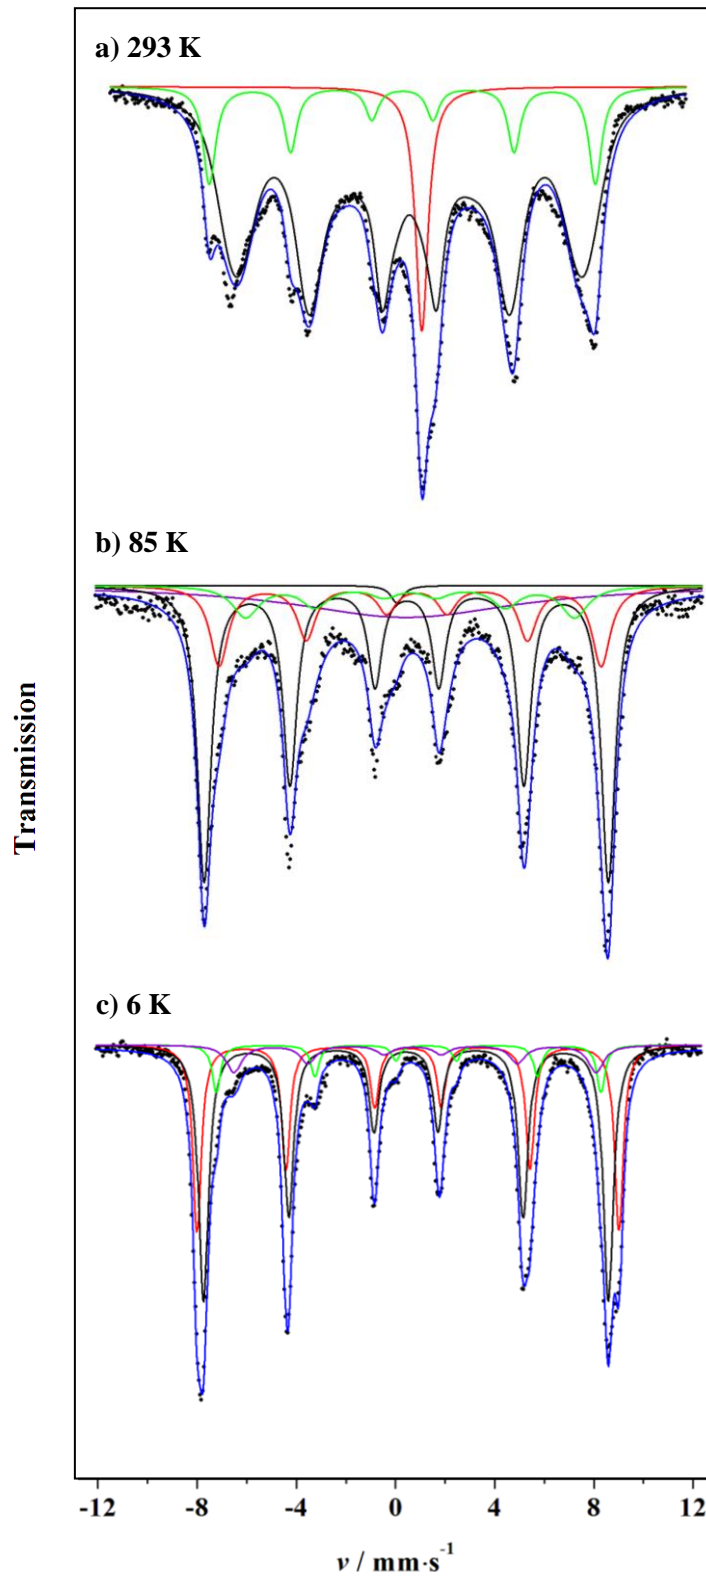 a) 293 K
b) 85 K
Transmission
c) 6 K
-12 -8 -4 0 4 8 12
v / mm·s⁻¹